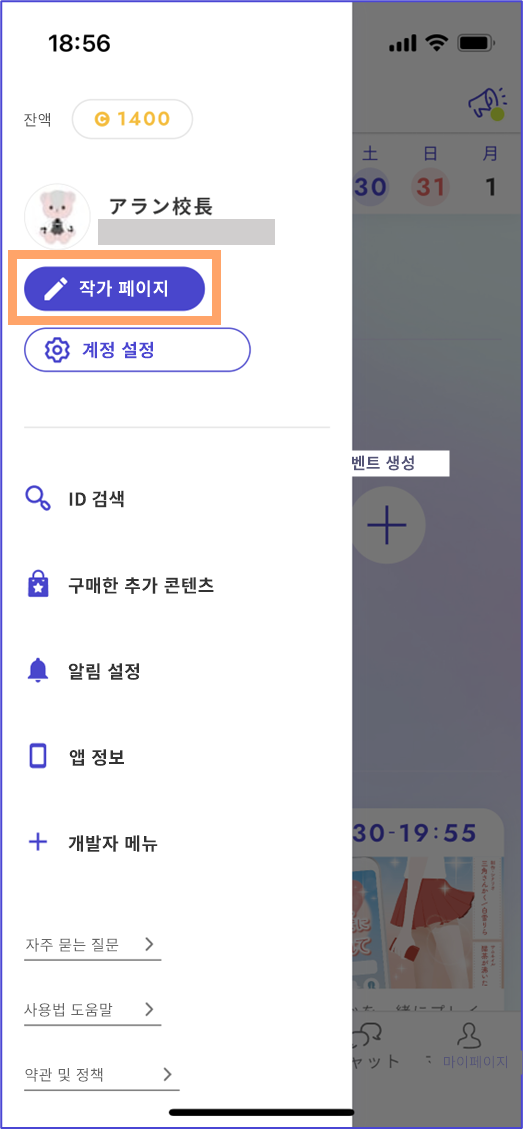 18:56
잔액
1400
土 日 月
30 31 1
アラン校長
작가 페이지
계정 설정
벤트 생성
ID 검색
구매한 추가 콘텐츠
알림 설정
앱 정보
개발자 메뉴
30-19:55
자주 묻는 질문
사용법 도움말
약관 및 정책
ャット
마이페이지